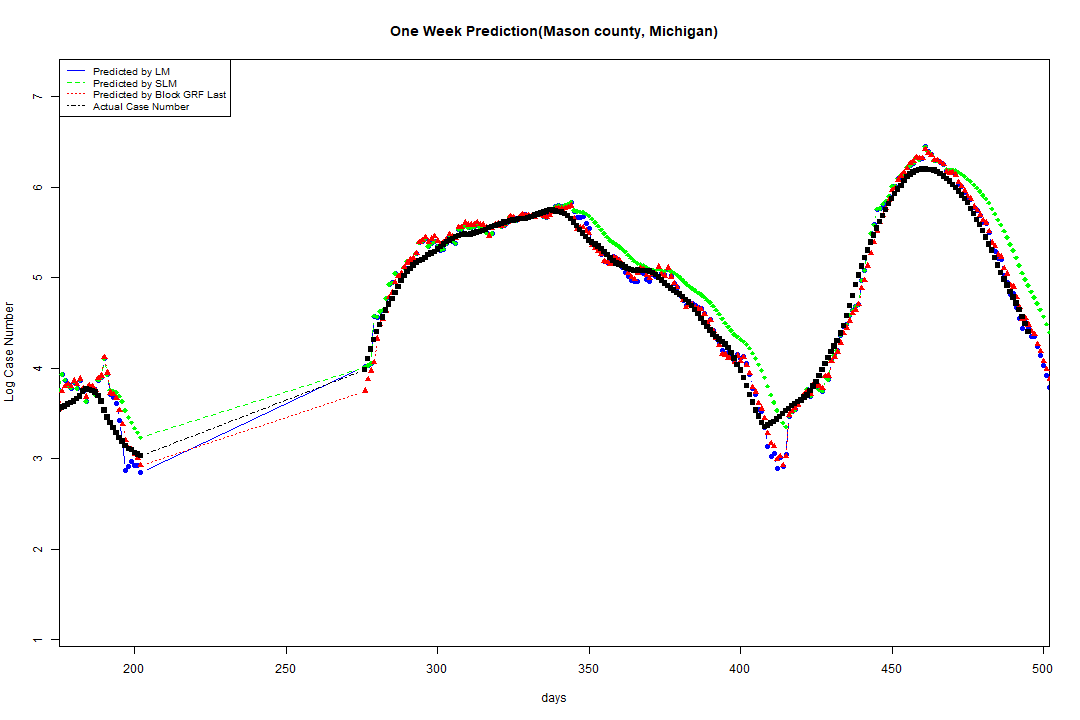 One Week Prediction(Mason county, Michigan)
Predicted by LM
Predicted by SLM
Predicted by Block GRF Last
Actual Case Number
7
6
5
4
3
2
1
Log Case Number
200 250 300 350 400 450 500
days